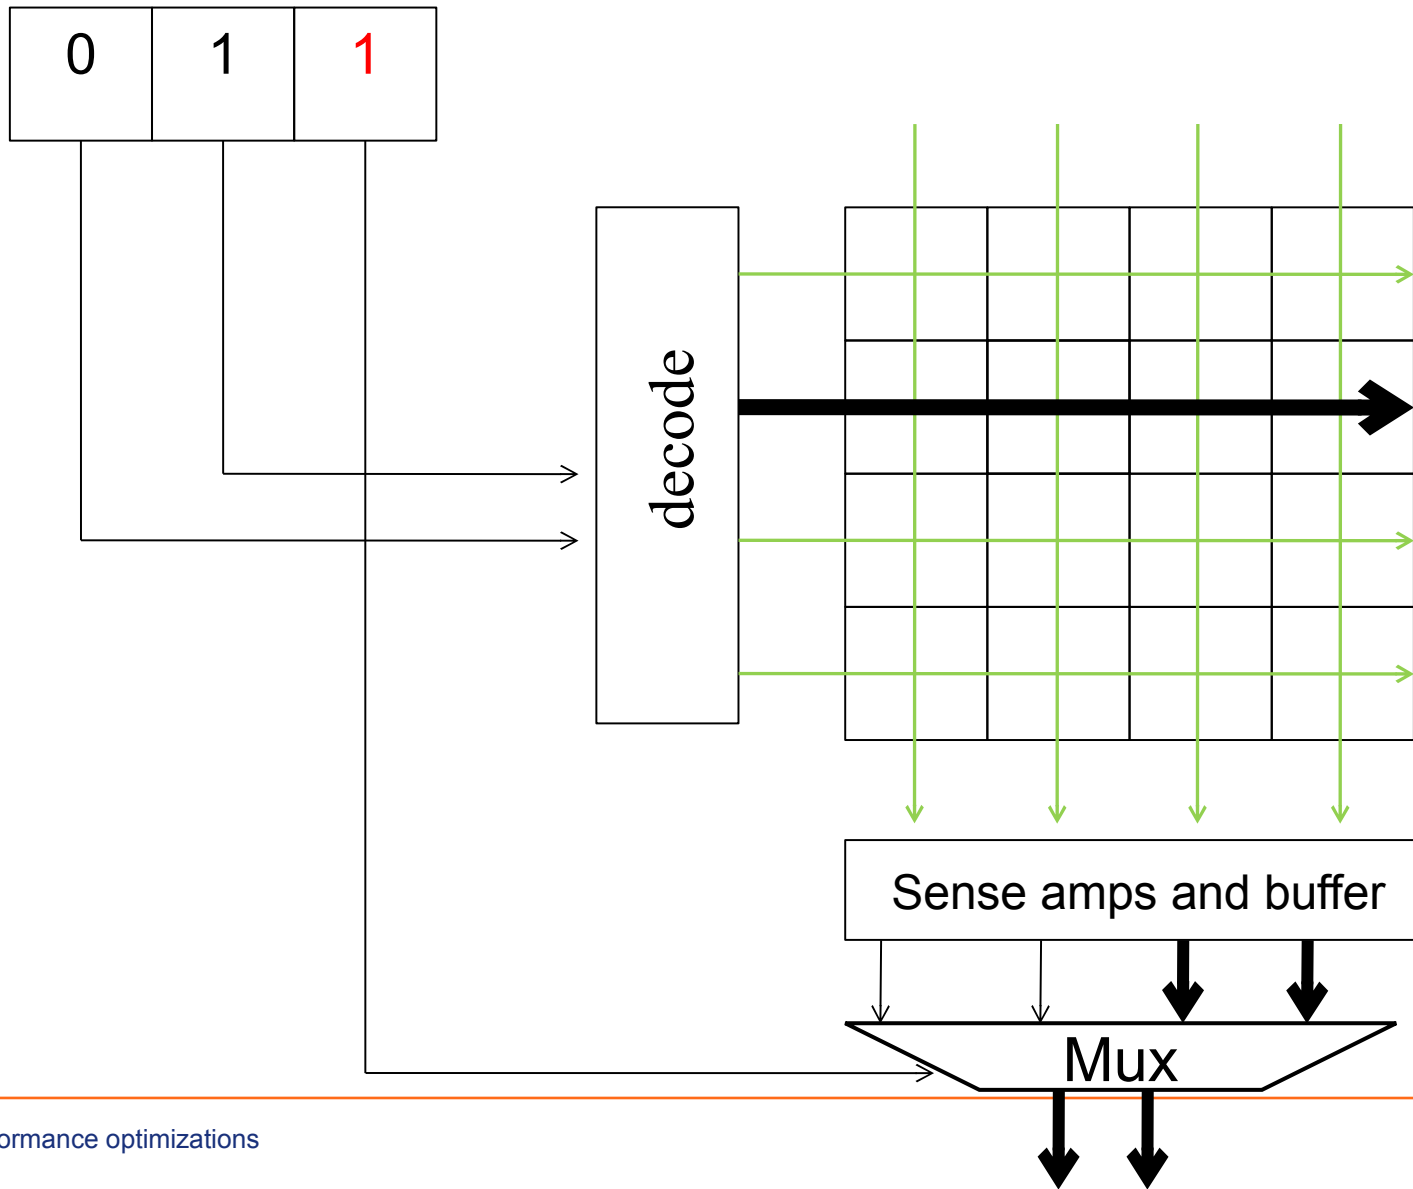 0 1 1
decode
Sense amps and buffer
Mux
ormance optimizations